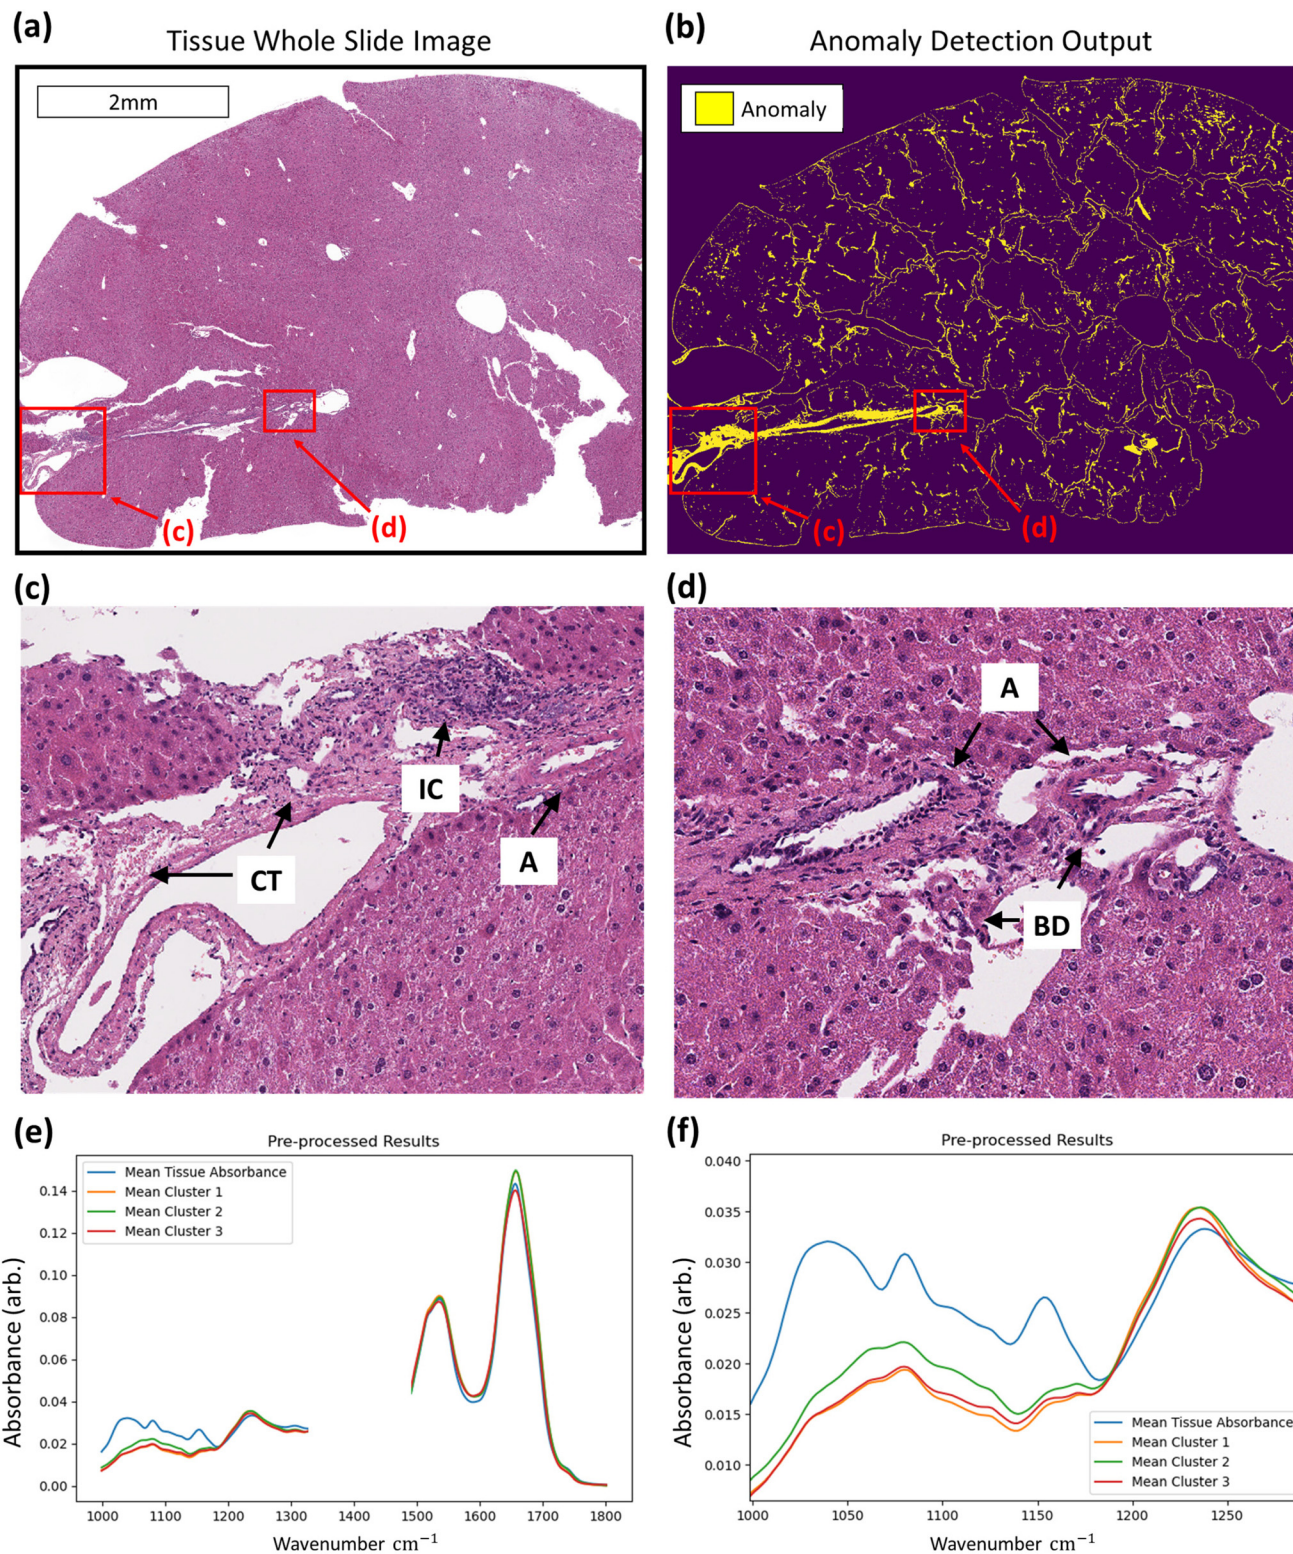 (a)
Tissue Whole Slide Image
2mm
(c)
(d)
(b)
Anomaly Detection Output
Anomaly
(c)
(d)
(c)
IC
A
CT
(d)
A
BD
(e)
Pre-processed Results
Mean Tissue Absorbance
Mean Cluster 1
Mean Cluster 2
Mean Cluster 3
0.14
0.12
0.10
0.08
0.06
0.04
0.02
0.00
Absorbance (arb.)
1000 1100 1200 1300 1400 1500 1600 1700 1800
Wavenumber cm⁻¹
(f)
Pre-processed Results
0.040
0.035
0.030
0.025
0.020
0.015
0.010
Absorbance (arb.)
Mean Tissue Absorbance
Mean Cluster 1
Mean Cluster 2
Mean Cluster 3
1000 1050 1100 1150 1200 1250
Wavenumber cm⁻¹